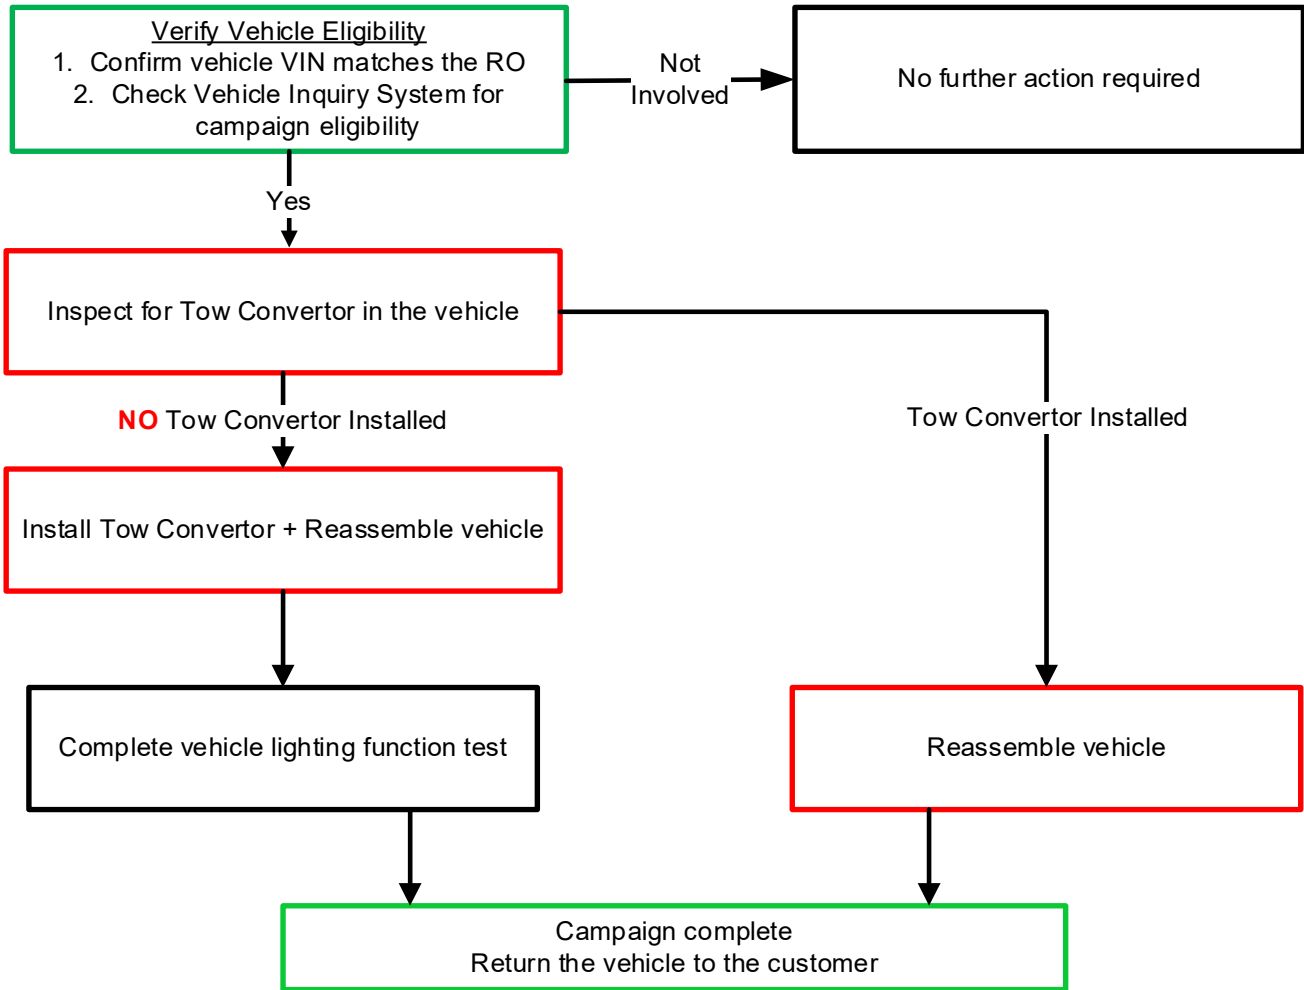 Verify Vehicle Eligibility
1. Confirm vehicle VIN matches the RO
2. Check Vehicle Inquiry System for
campaign eligibility
Not
Involved
No further action required
Yes
Inspect for Tow Convertor in the vehicle
NO Tow Convertor Installed
Tow Convertor Installed
Install Tow Convertor + Reassemble vehicle
Complete vehicle lighting function test
Reassemble vehicle
Campaign complete
Return the vehicle to the customer